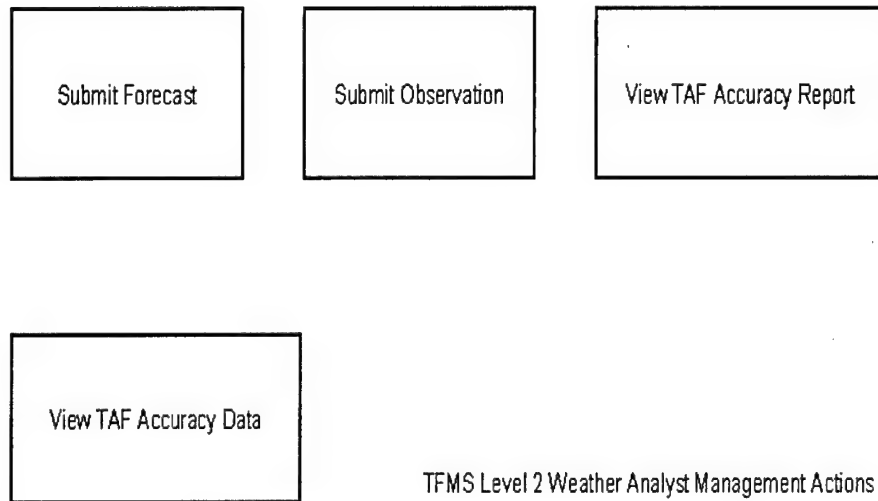 Submit Forecast
Submit Observation
View TAF Accuracy Report
View TAF Accuracy Data
TFMS Level 2 Weather Analyst Management Actions